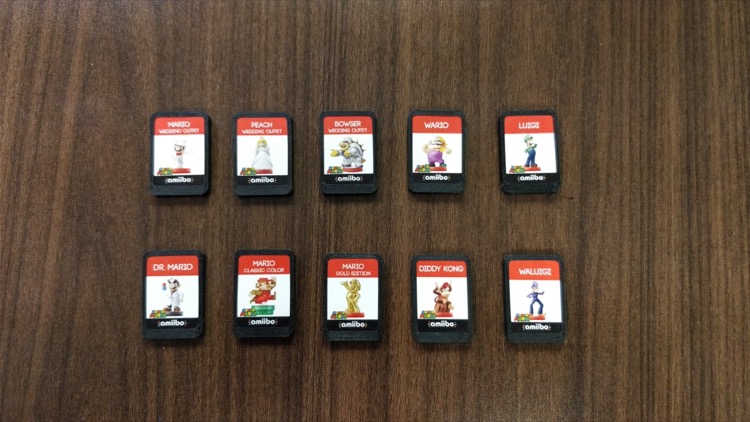 MARIO
WEDDING OUTFIT
amiibo
PEACH
WEDDING OUTFIT
amiibo
BOWSER
WEDDING OUTFIT
amiibo
WARIO
amiibo
LUIGI
amiibo
DR. MARIO
amiibo
MARIO
CLASSIC COLOR
amiibo
MARIO
GOLD EDITION
amiibo
DIDDY KONG
amiibo
WALUIGI
amiibo